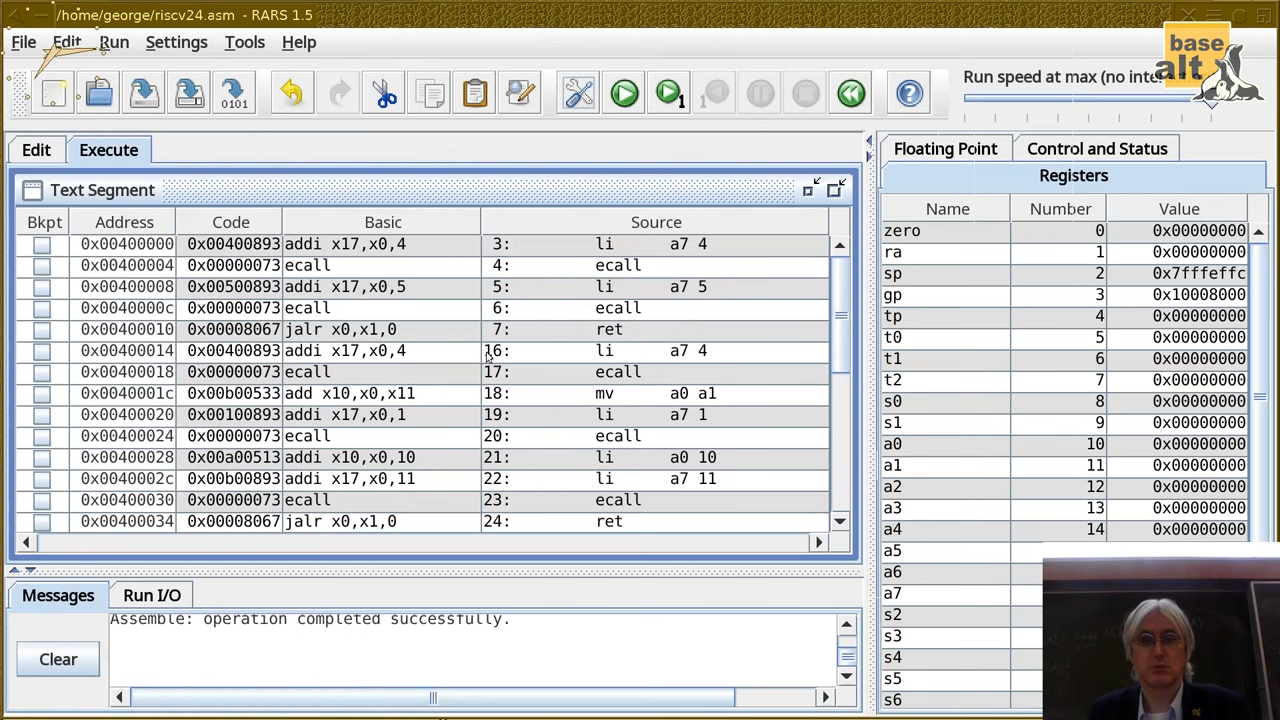 /home/george/riscv24.asm - RARS 1.5
File Edit Run Settings Tools Help
base
alt
0101
1
1
Run speed at max (no inte
Edit Execute
Floating Point Control and Status
Registers
Text Segment
Bkpt Address Code Basic Source
0x00400000 0x00400893 addi x17,x0,4 3: li a7 4
0x00400004 0x00000073 ecall 4: ecall
0x00400008 0x00500893 addi x17,x0,5 5: li a7 5
0x0040000c 0x00000073 ecall 6: ecall
0x00400010 0x00008067 jalr x0,x1,0 7: ret
0x00400014 0x00400893 addi x17,x0,4 16: li a7 4
0x00400018 0x00000073 ecall 17: ecall
0x0040001c 0x00b00533 add x10,x0,x11 18: mv a0 a1
0x00400020 0x00100893 addi x17,x0,1 19: li a7 1
0x00400024 0x00000073 ecall 20: ecall
0x00400028 0x00a00513 addi x10,x0,10 21: li a0 10
0x0040002c 0x00b00893 addi x17,x0,11 22: li a7 11
0x00400030 0x00000073 ecall 23: ecall
0x00400034 0x00008067 jalr x0,x1,0 24: ret
Name Number Value
zero 0 0x00000000
ra 1 0x00000000
sp 2 0x7fffeffc
gp 3 0x10008000
tp 4 0x00000000
t0 5 0x00000000
t1 6 0x00000000
t2 7 0x00000000
s0 8 0x00000000
s1 9 0x00000000
a0 10 0x00000000
a1 11 0x00000000
a2 12 0x00000000
a3 13 0x00000000
a4 14 0x00000000
a5
a6
a7
s2
s3
s4
s5
s6
Messages Run I/O
Assemble: operation completed successfully.
Clear